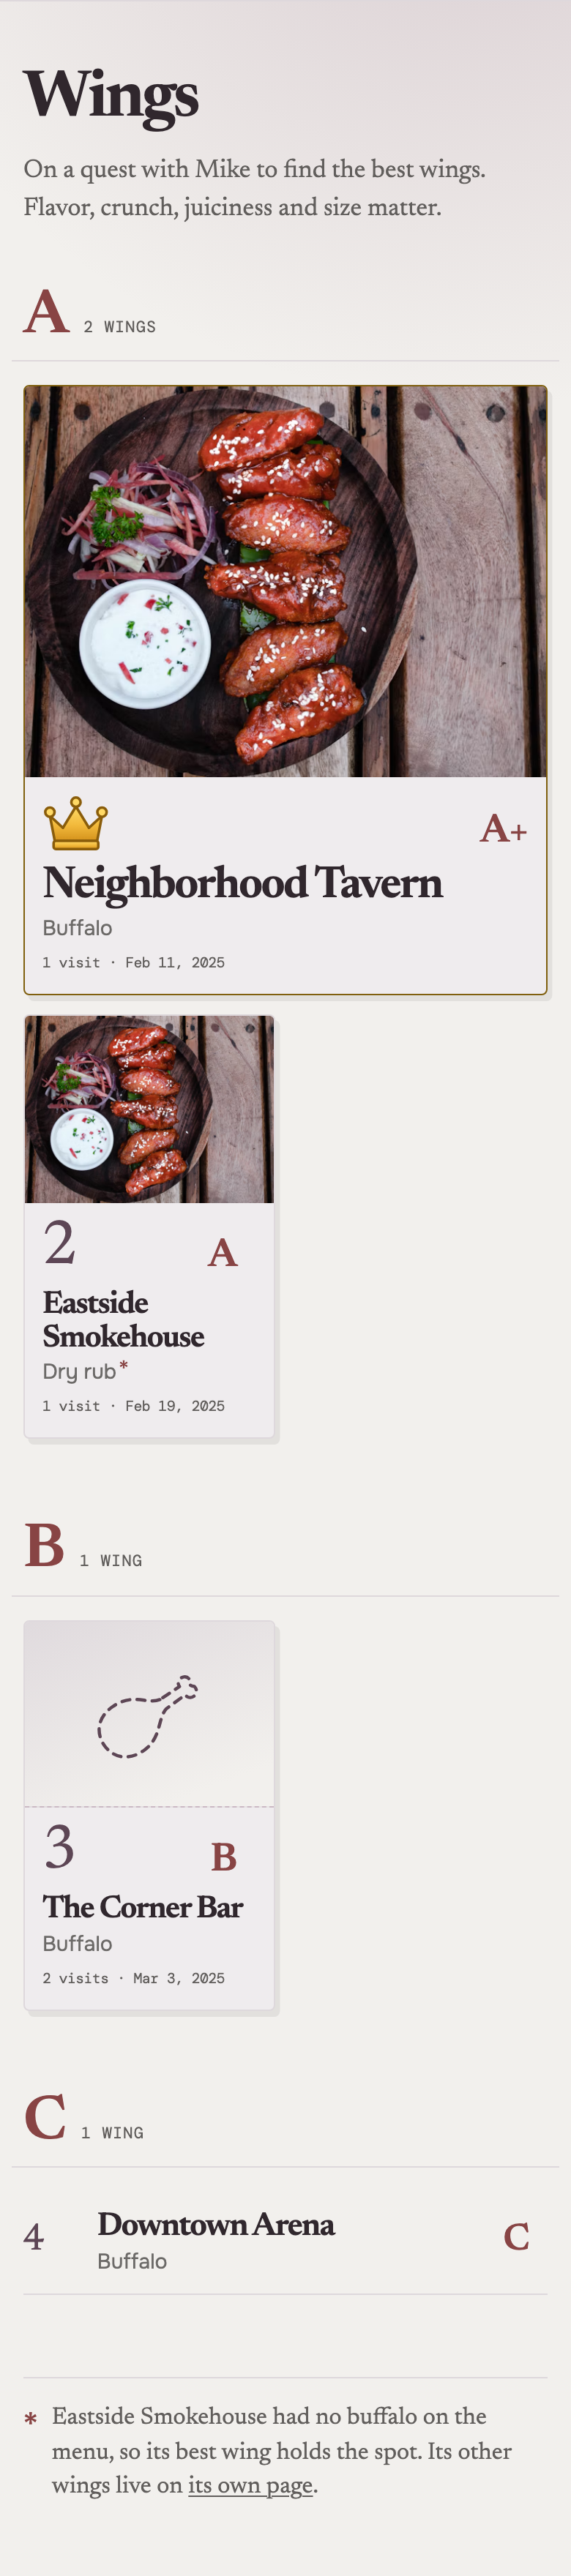 Wings
On a quest with Mike to find the best wings.
Flavor, crunch, juiciness and size matter.
A 2 WINGS
A+
Neighborhood Tavern
Buffalo
1 visit · Feb 11, 2025
2 A
Eastside
Smokehouse
Dry rub*
1 visit · Feb 19, 2025
B 1 WING
3 B
The Corner Bar
Buffalo
2 visits · Mar 3, 2025
C 1 WING
4 Downtown Arena C
Buffalo
* Eastside Smokehouse had no buffalo on the
menu, so its best wing holds the spot. Its other
wings live on its own page.